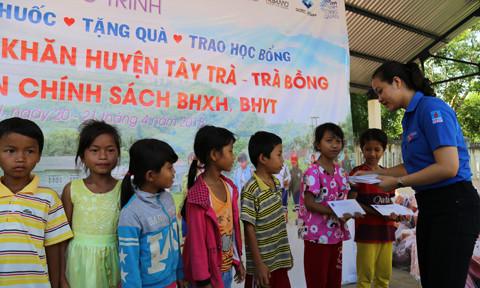 TRÌNH
HUỐC ♥ TẶNG QUÀ ♥ TRAO HỌC BỔNG
KHĂN HUYỆN TÂY TRÀ - TRÀ BỒNG
N CHÍNH SÁCH BHXH, BHYT
ngày 20 - 21 tháng 4 năm 2018